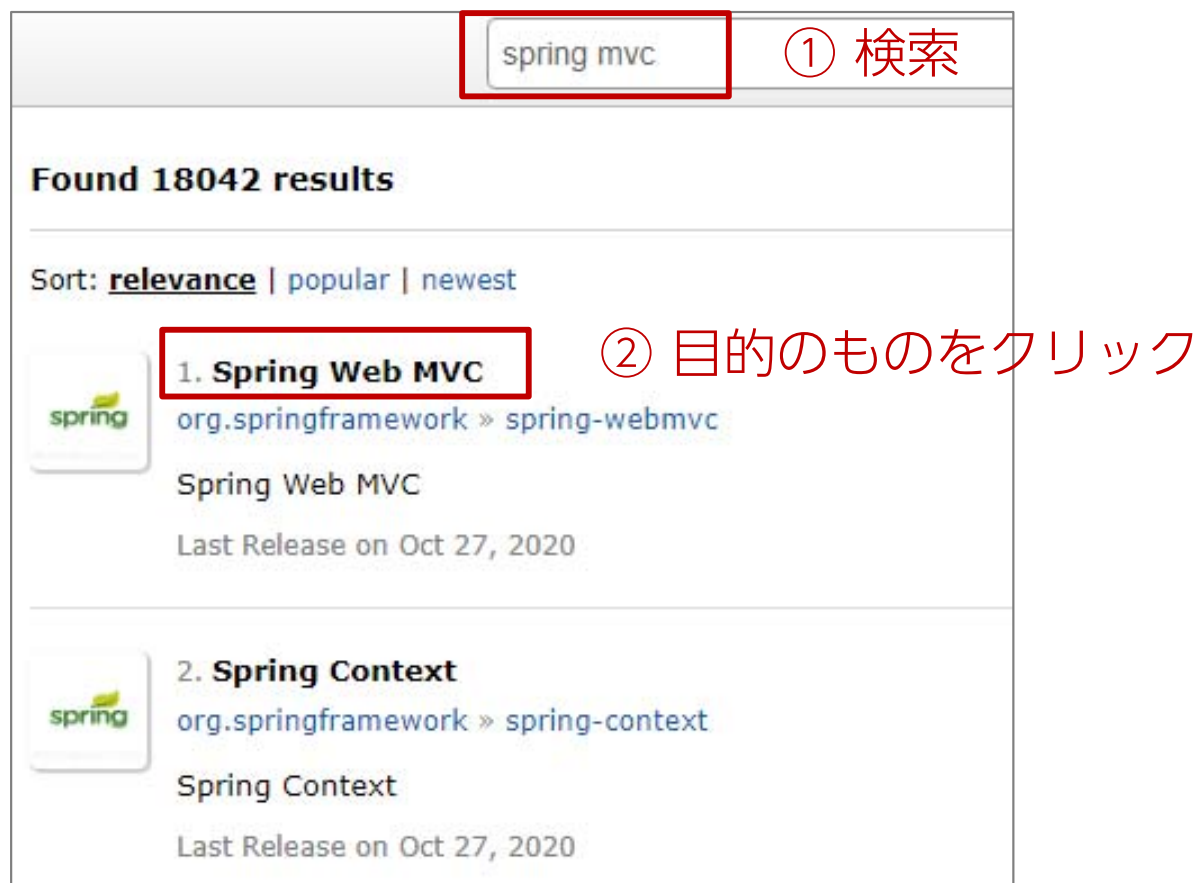 spring mvc
① 検索
Found 18042 results
Sort: relevance | popular | newest
② 目的のものをクリック
1. Spring Web MVC
spring
org.springframework » spring-webmvc
Spring Web MVC
Last Release on Oct 27, 2020
2. Spring Context
spring
org.springframework » spring-context
Spring Context
Last Release on Oct 27, 2020